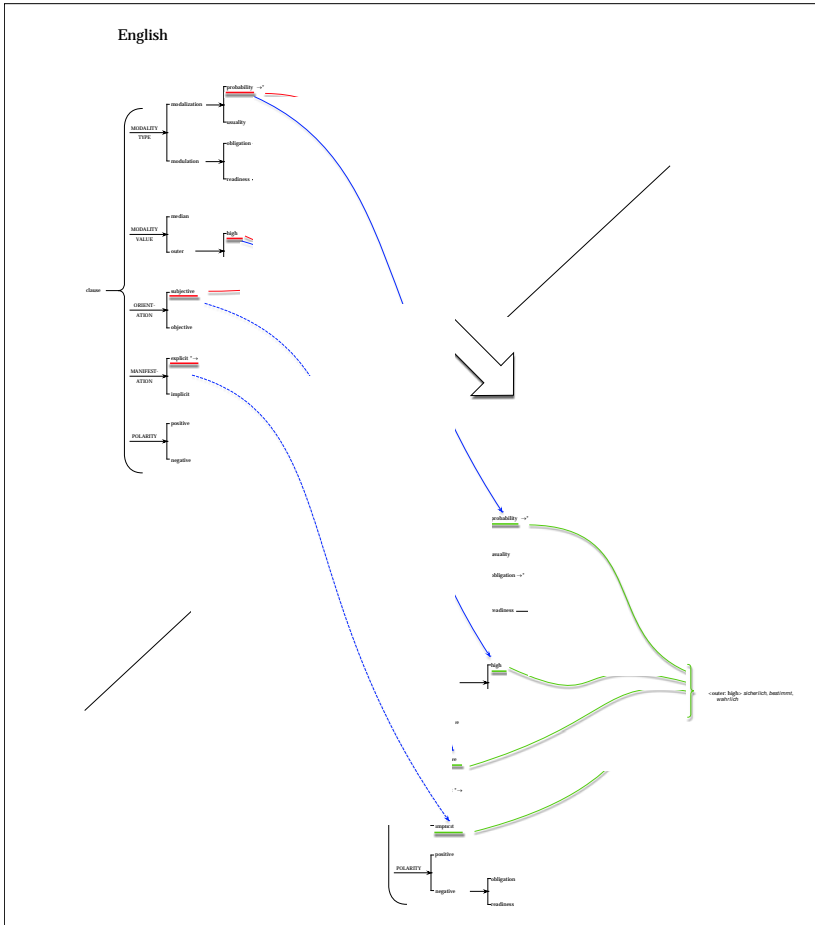 English
probability →"
modalization
usuality
MODALITY
TYPE
obligation
modulation
readiness
median
MODALITY
VALUE
high
outer
clause
subjective
ORIENT-
ATION
objective
explicit " →
MANIFEST-
ATION
implicit
positive
POLARITY
negative
probability →"
usuality
obligation →"
readiness
high
<outer: high> sicherlich, bestimmt,
wahrlich
" →
implicit
positive
POLARITY
obligation
negative
readiness